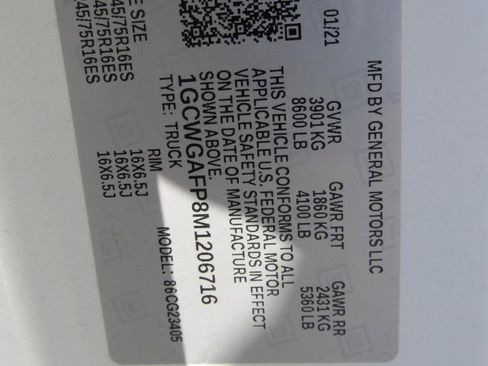 MFD BY GENERAL MOTORS LLC
01/21
GVWR
3901 KG
8600 LB
GAWR FRT
1860 KG
4100 LB
GAWR RR
2431 KG
5360 LB
THIS VEHICLE CONFORMS TO ALL
APPLICABLE U.S. FEDERAL MOTOR
VEHICLE SAFETY STANDARDS IN EFFECT
ON THE DATE OF MANUFACTURE
SHOWN ABOVE.
1GCWGAFP8M1206716
TYPE: TRUCK
MODEL: 86CG23405
E SIZE
45/75R16ES
45/75R16ES
45/75R16ES
RIM
16X6.5J
16X6.5J
16X6.5J